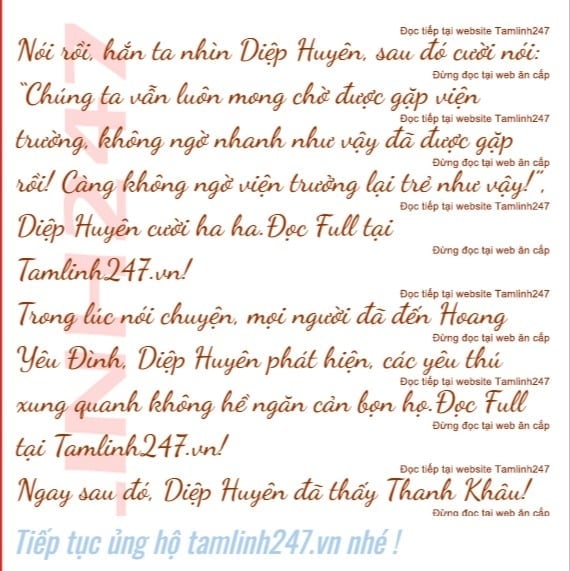 Đọc tiếp tại website Tamlinh247
Nói rồi, hắn ta nhìn Diệp Huyên, sau đó cười nói:
Đừng đọc tại web ăn cắp
“Chúng ta vẫn luôn mong chờ được gặp viện
Đọc tiếp tại website Tamlinh247
trưởng, không ngờ nhanh như vậy đã được gặp
Đừng đọc tại web ăn cắp
rồi! Càng không ngờ viện trưởng lại trẻ như vậy!”,
Đọc tiếp tại website Tamlinh247
Diệp Huyên cười ha ha.Đọc Full tại
Đừng đọc tại web ăn cắp
Tamlinh247.vn!
Đọc tiếp tại website Tamlinh247
Trong lúc nói chuyện, mọi người đã đến Hoang
Đừng đọc tại web ăn cắp
Yêu Đình, Diệp Huyên phát hiện, các yêu thú
Đọc tiếp tại website Tamlinh247
xung quanh không hề ngăn cản bọn họ.Đọc Full
Đừng đọc tại web ăn cắp
tại Tamlinh247.vn!
Đọc tiếp tại website Tamlinh247
Ngay sau đó, Diệp Huyên đã thấy Thanh Khâu!
Đừng đọc tại web ăn cắp
Tiếp tục ủng hộ tamlinh247.vn nhé !
INH247